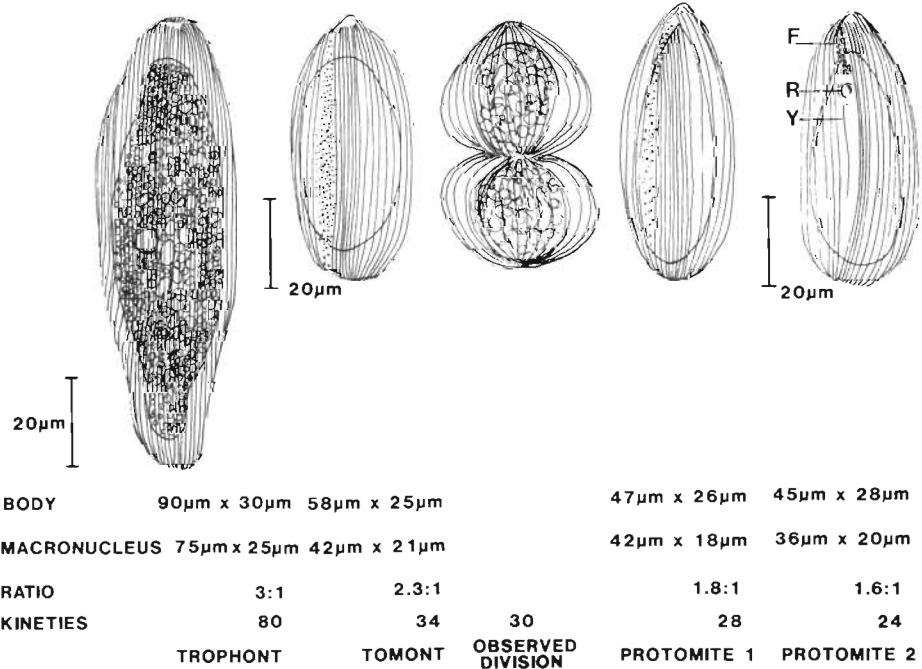 F
R
Y
20µm
20µm
20µm
BODY 90µm x 30µm 58µm x 25µm 47µm x 26µm 45µm x 28µm
MACRONUCLEUS 75µm x 25µm 42µm x 21µm 42µm x 18µm 36µm x 20µm
RATIO 3:1 2.3:1 1.8:1 1.6:1
KINETIES 80 34 30 28 24
TROPHONT TOMONT OBSERVED DIVISION PROTOMITE 1 PROTOMITE 2